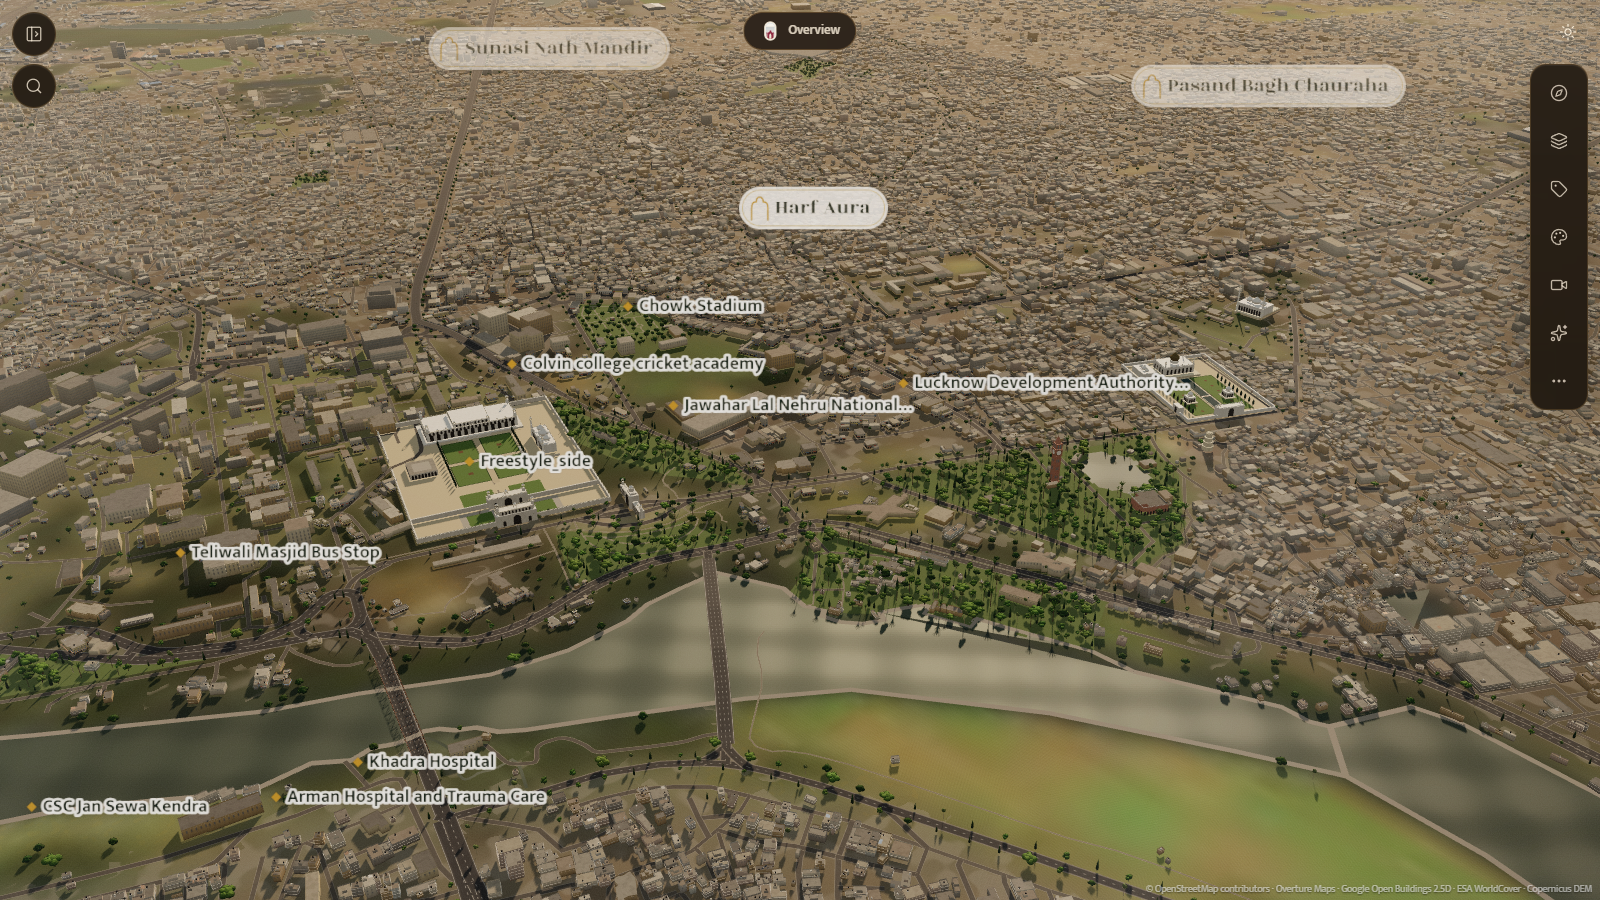 Overview
Sunasi Nath Mandir
Pasand Bagh Chauraha
Harf Aura
Chowk Stadium
Colvin college cricket academy
Lucknow Development Authority...
Jawahar Lal Nehru National...
Freestyle_side
Teliwali Masjid Bus Stop
Khadra Hospital
Arman Hospital and Trauma Care
CSC Jan Sewa Kendra
© OpenStreetMap contributors · Overture Maps · Google Open Buildings 2.5D · ESA WorldCover · Copernicus DEM